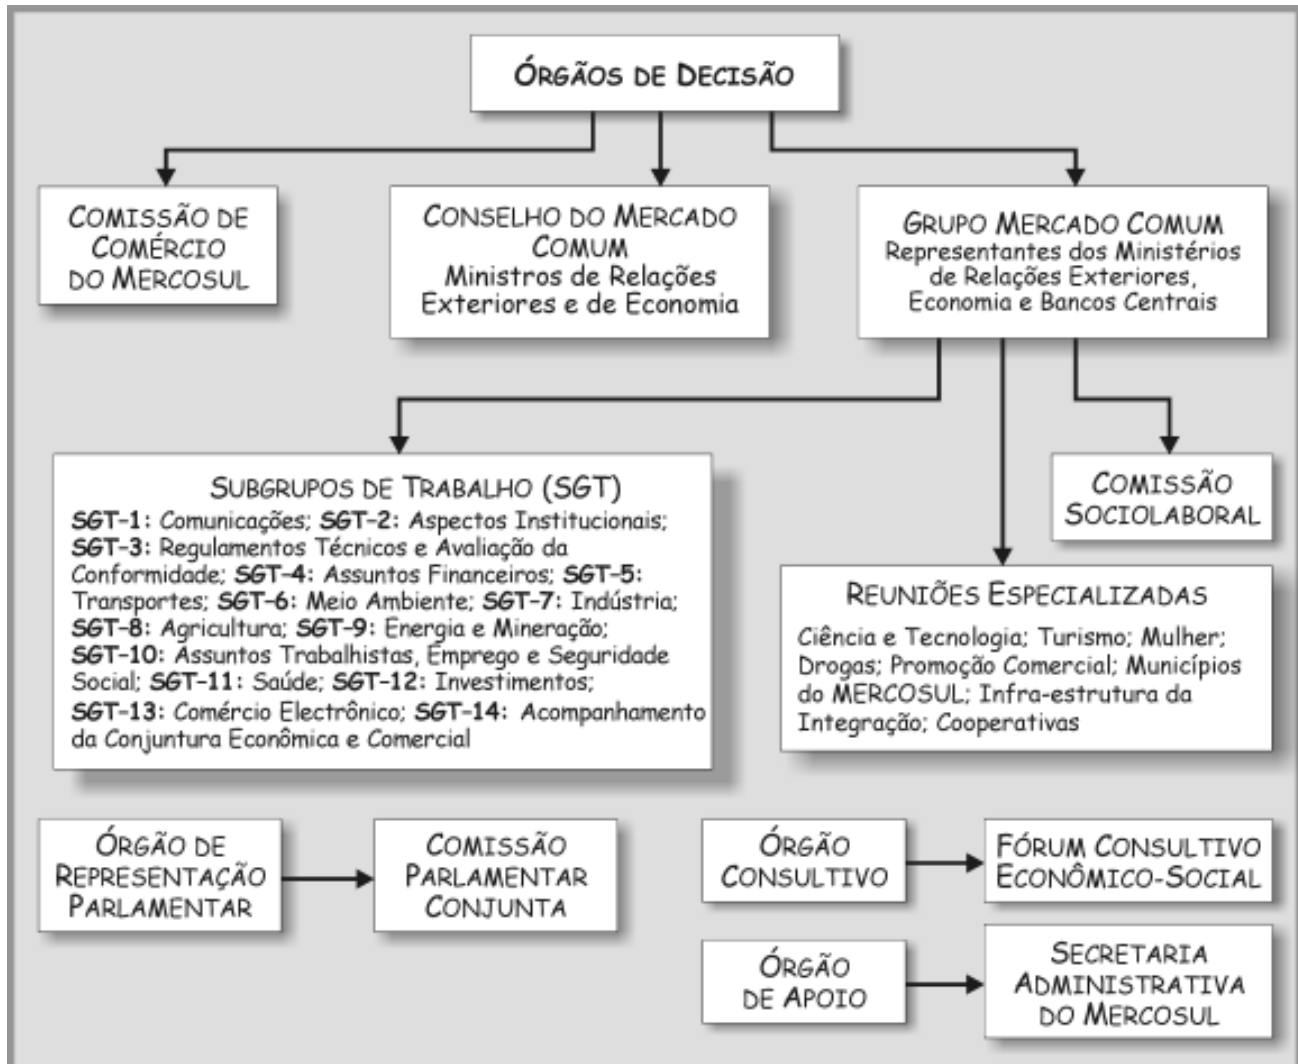 ÓRGÃOS DE DECISÃO
COMISSÃO DE
COMÉRCIO
DO MERCOSUL
CONSELHO DO MERCADO
COMUM
Ministros de Relações
Exteriores e de Economia
GRUPO MERCADO COMUM
Representantes dos Ministérios
de Relações Exteriores,
Economia e Bancos Centrais
SUBGRUPOS DE TRABALHO (SGT)
SGT-1: Comunicações; SGT-2: Aspectos Institucionais;
SGT-3: Regulamentos Técnicos e Avaliação da
Conformidade; SGT-4: Assuntos Financeiros; SGT-5:
Transportes; SGT-6: Meio Ambiente; SGT-7: Indústria;
SGT-8: Agricultura; SGT-9: Energia e Mineração;
SGT-10: Assuntos Trabalhistas, Emprego e Seguridade
Social; SGT-11: Saúde; SGT-12: Investimentos;
SGT-13: Comércio Electrônico; SGT-14: Acompanhamento
da Conjuntura Econômica e Comercial
COMISSÃO
SOCIOLABORAL
REUNIÕES ESPECIALIZADAS
Ciência e Tecnologia; Turismo; Mulher;
Drogas; Promoção Comercial; Municípios
do MERCOSUL; Infra-estrutura da
Integração; Cooperativas
ÓRGÃO DE
REPRESENTAÇÃO
PARLAMENTAR
COMISSÃO
PARLAMENTAR
CONJUNTA
ÓRGÃO
CONSULTIVO
FÓRUM CONSULTIVO
ECONÔMICO-SOCIAL
ÓRGÃO
DE APOIO
SECRETARIA
ADMINISTRATIVA
DO MERCOSUL